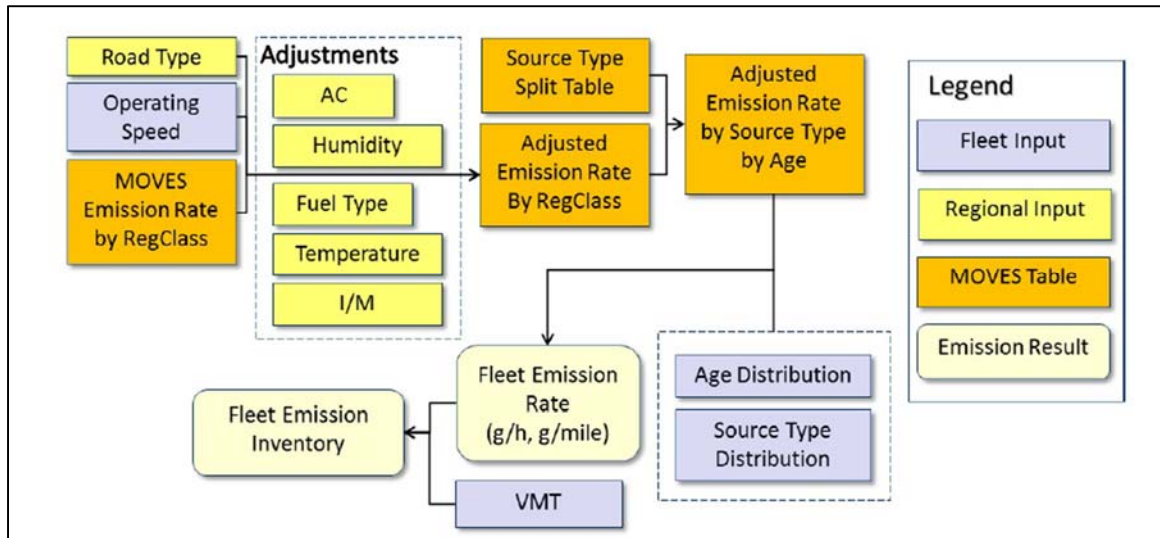 Road Type
Operating
Speed
MOVES
Emission Rate
by RegClass
Adjustments
AC
Humidity
Fuel Type
Temperature
I/M
Source Type
Split Table
Adjusted
Emission Rate
By RegClass
Adjusted
Emission Rate
by Source Type
by Age
Fleet Emission
Rate
(g/h, g/mile)
Fleet Emission
Inventory
VMT
Age Distribution
Source Type
Distribution
Legend
Fleet Input
Regional Input
MOVES Table
Emission Result